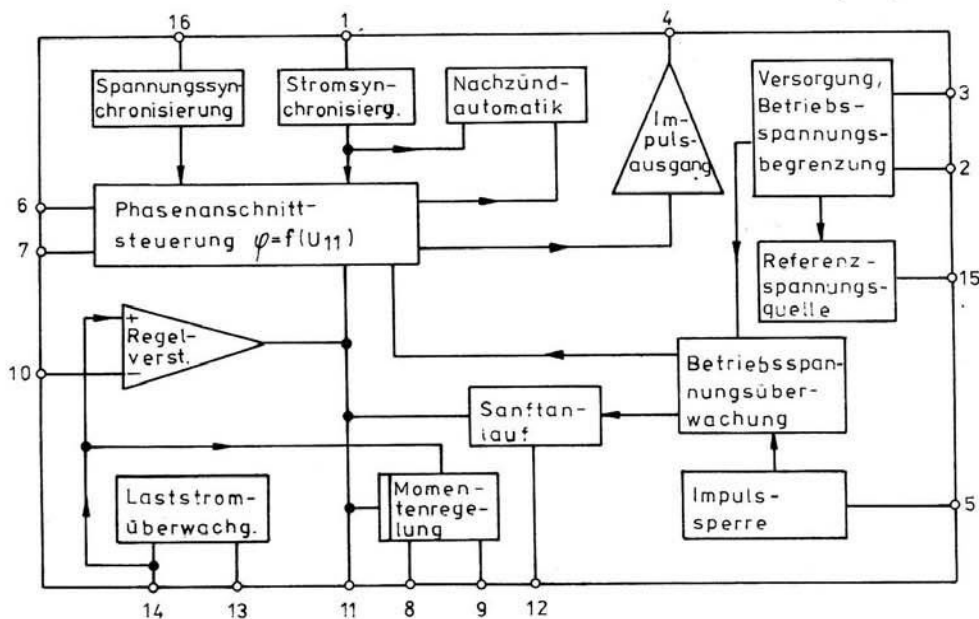 16
1
4
Spannungssyn-
chronisierung
Stromsyn-
chronisierg.
Nachzünd-
automatik
Im-
puls-
ausgang
Versorgung,
Betriebs-
spannungs-
begrenzung
3
2
6
7
Phasenanschnitt-
steuerung φ=f(U11)
Referenz-
spannungs-
quelle
15
+
Regel-
verst.
−
10
Betriebsspan-
nungsüber-
wachung
Sanftan-
lauf
Laststrom-
überwachg.
Momen-
tenrege-
lung
Impuls-
sperre
5
14
13
11
8
9
12